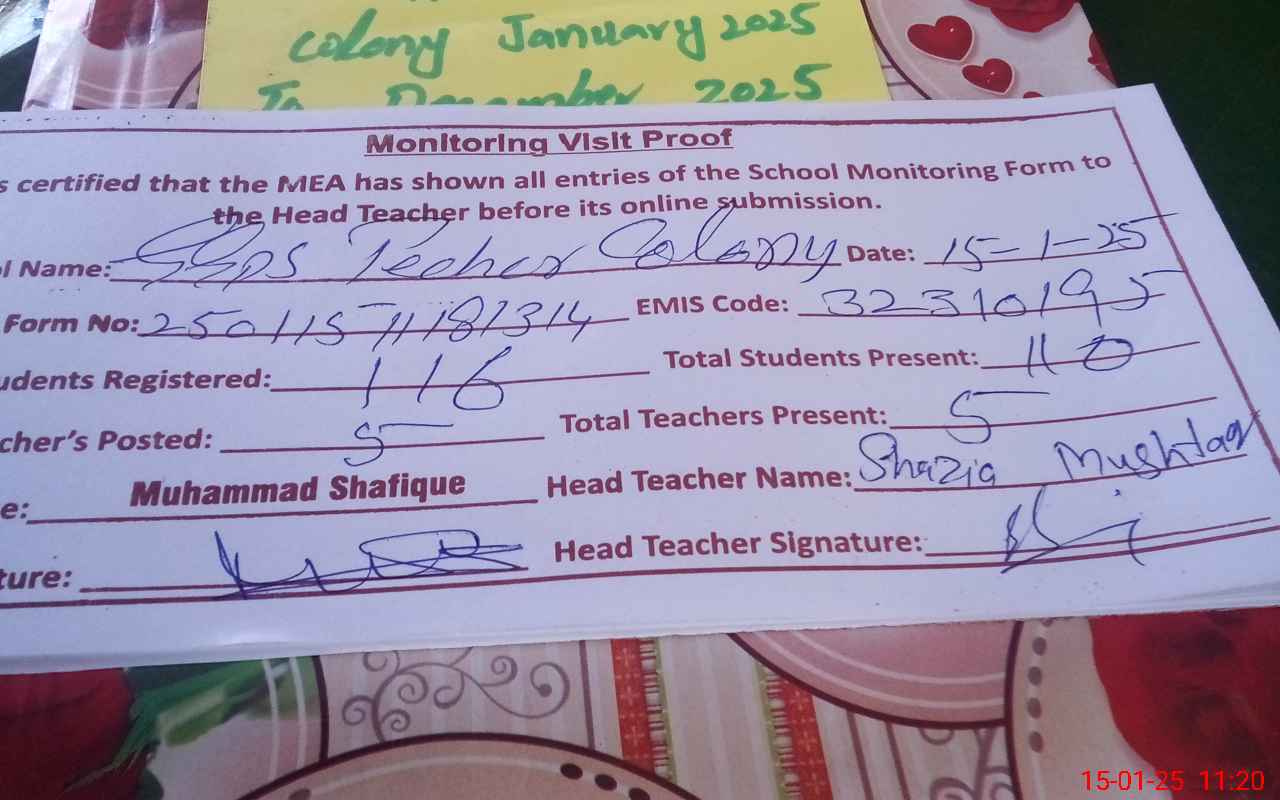 Colony January 2025
To December 2025
Monitoring Visit Proof
s certified that the MEA has shown all entries of the School Monitoring Form to
the Head Teacher before its online submission.
l Name: GGPS Teacher Colony Date: 15-1-25
Form No: EMIS Code: 32310195
udents Registered: 116 Total Students Present: 110
cher's Posted: 5 Total Teachers Present: 5
e: Muhammad Shafique Head Teacher Name: Shazia Mushtaq
ture: Head Teacher Signature:
15-01-25 11:20